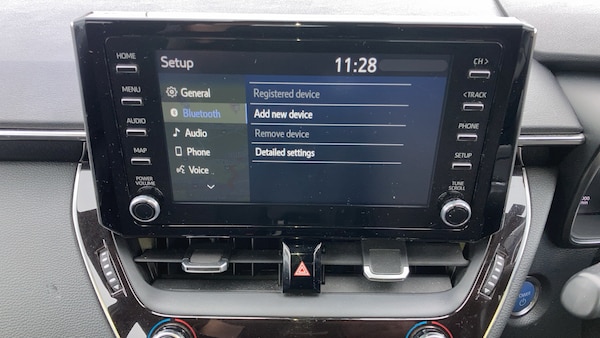 Setup
11:28
General
Bluetooth
Audio
Phone
Voice
Registered device
Add new device
Remove device
Detailed settings
HOME
MENU
AUDIO
MAP
POWER
VOLUME
CH >
< TRACK
PHONE
SETUP
TUNE
SCROLL
POWER